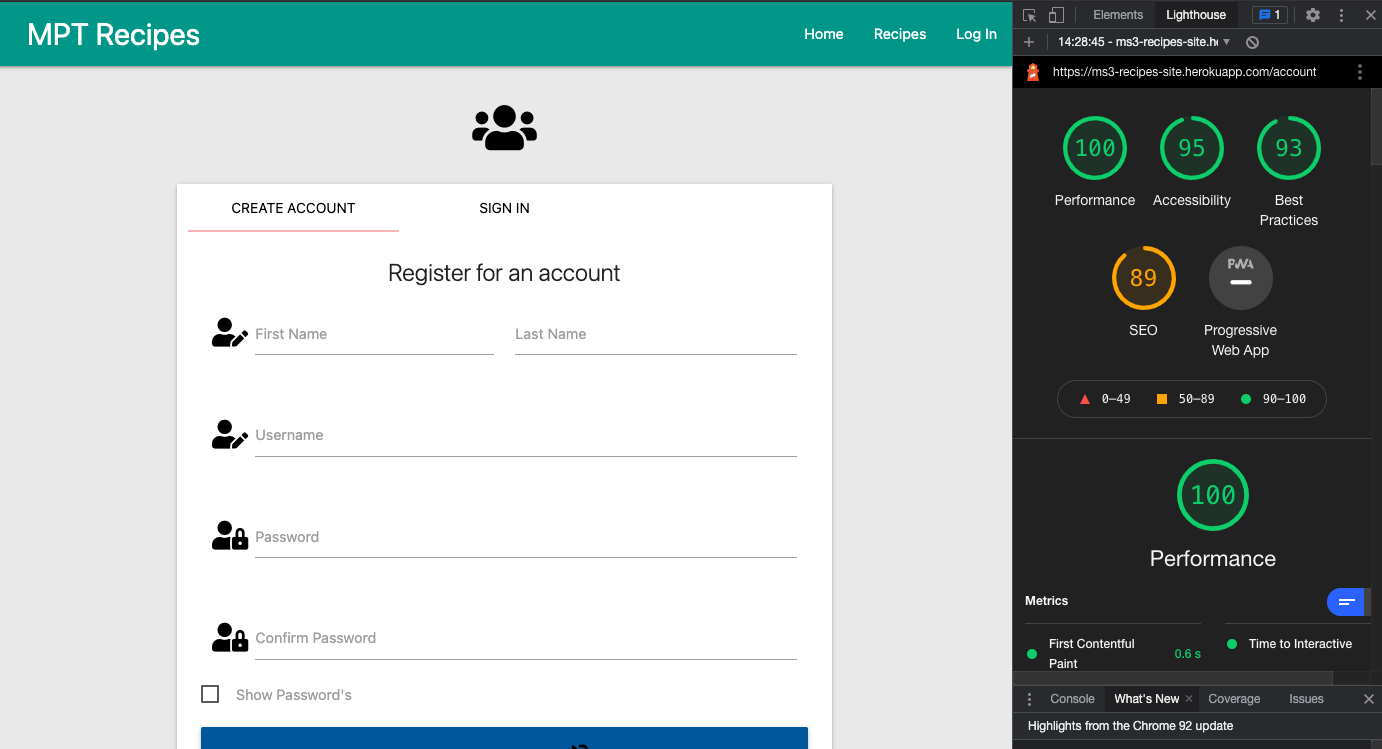 MPT Recipes
Home Recipes Log In
CREATE ACCOUNT SIGN IN
Register for an account
First Name Last Name
Username
Password
Confirm Password
Show Password's
Elements Lighthouse 1
14:28:45 - ms3-recipes-site.he
https://ms3-recipes-site.herokuapp.com/account
100 95 93
Performance Accessibility Best
Practices
89 PWA
SEO Progressive
Web App
0–49 50–89 90–100
100
Performance
Metrics
First Contentful
Paint
0.6 s
Time to Interactive
Console What's New Coverage Issues
Highlights from the Chrome 92 update